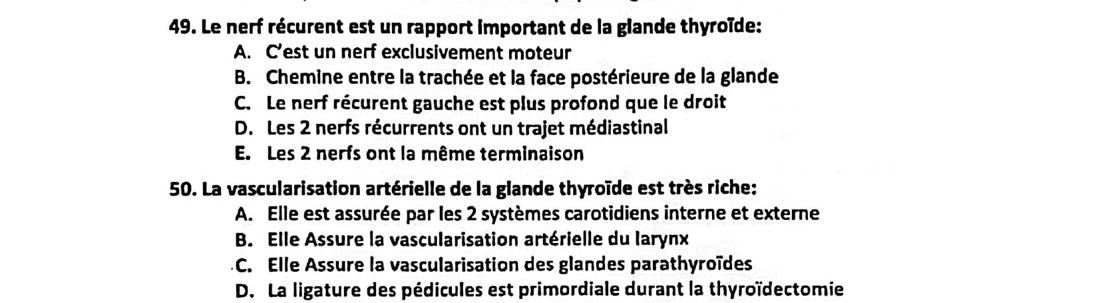 49. Le nerf récurent est un rapport important de la glande thyroïde:
A. C'est un nerf exclusivement moteur
B. Chemine entre la trachée et la face postérieure de la glande
C. Le nerf récurent gauche est plus profond que le droit
D. Les 2 nerfs récurrents ont un trajet médiastinal
E. Les 2 nerfs ont la même terminaison
50. La vascularisation artérielle de la glande thyroïde est très riche:
A. Elle est assurée par les 2 systèmes carotidiens interne et externe
B. Elle Assure la vascularisation artérielle du larynx
C. Elle Assure la vascularisation des glandes parathyroïdes
D. La ligature des pédicules est primordiale durant la thyroïdectomie